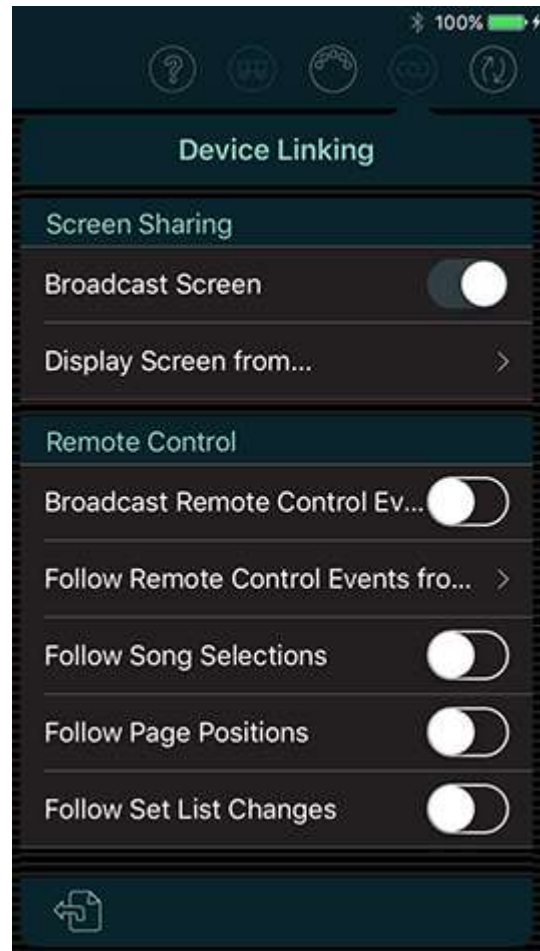 100%
Device Linking
Screen Sharing
Broadcast Screen
Display Screen from...
Remote Control
Broadcast Remote Control Ev...
Follow Remote Control Events fro...
Follow Song Selections
Follow Page Positions
Follow Set List Changes